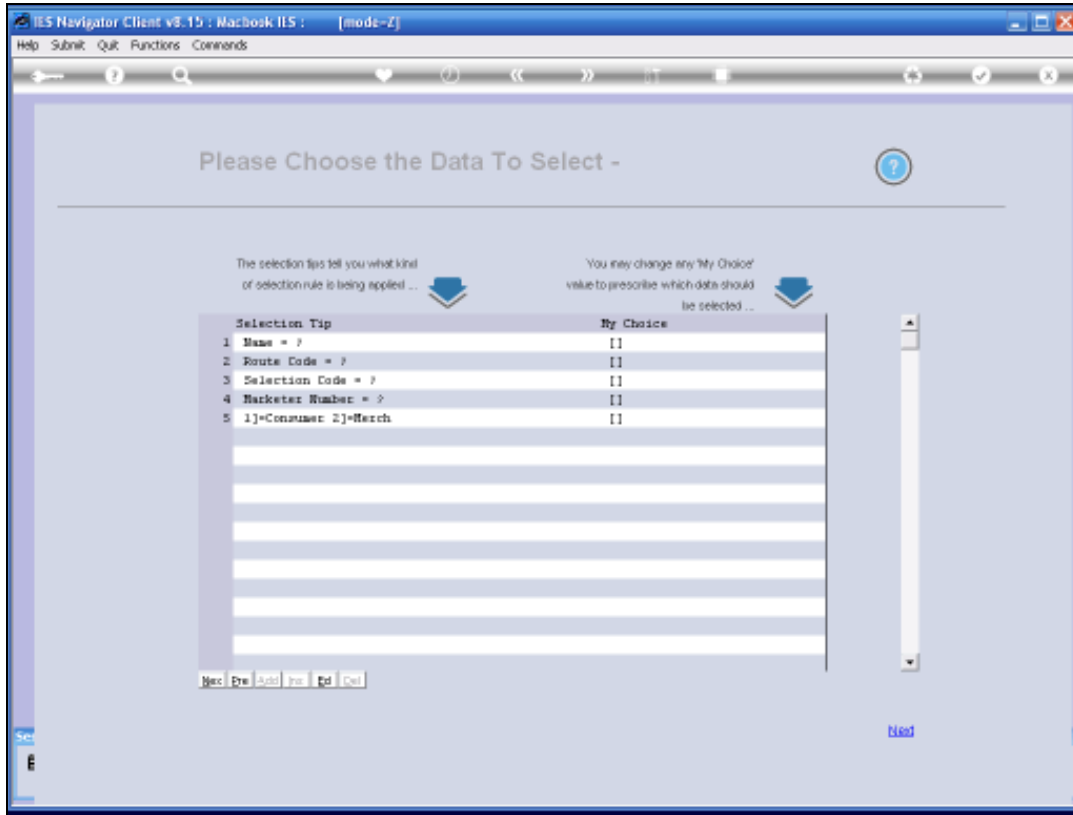 IES Navigator Client v8.15 : Macbook IES : [mode-Z]
Help Submit Quit Functions Commands
Please Choose the Data To Select -
The selection tips tell you what kind
of selection rule is being applied ...
You may change any 'My Choice'
value to prescribe which data should
be selected ...
Selection Tip My Choice
1 Name = ? []
2 Route Code = ? []
3 Selection Code = ? []
4 Marketer Number = ? []
5 1]=Consumer 2]=Merch []
Nex Pre Add Ins Ed Del
Next